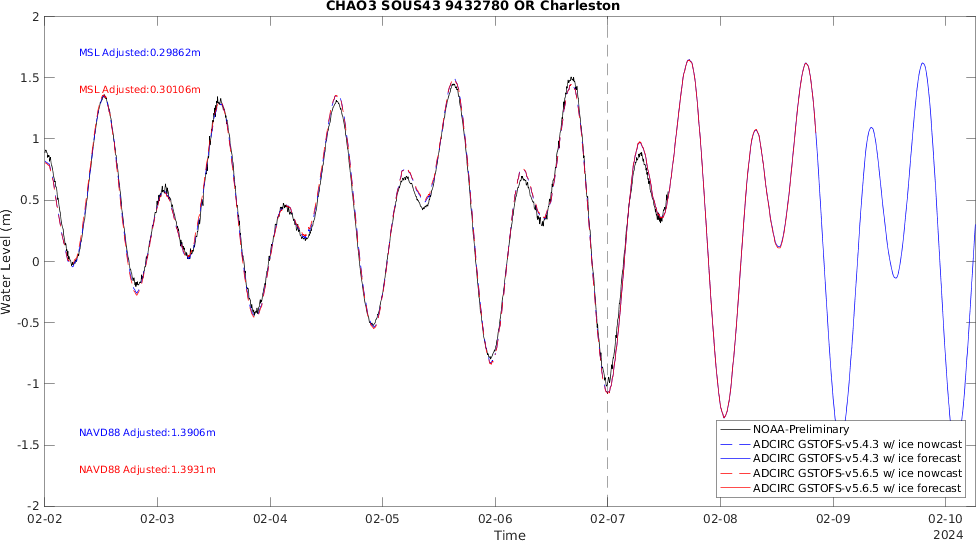 CHAO3 SOUS43 9432780 OR Charleston
2
1.5
1
0.5
0
-0.5
-1
-1.5
-2
Water Level (m)
MSL Adjusted:0.29862m
MSL Adjusted:0.30106m
NAVD88 Adjusted:1.3906m
NAVD88 Adjusted:1.3931m
NOAA-Preliminary
ADCIRC GSTOFS-v5.4.3 w/ ice nowcast
ADCIRC GSTOFS-v5.4.3 w/ ice forecast
ADCIRC GSTOFS-v5.6.5 w/ ice nowcast
ADCIRC GSTOFS-v5.6.5 w/ ice forecast
02-02 02-03 02-04 02-05 02-06 02-07 02-08 02-09 02-10
2024
Time